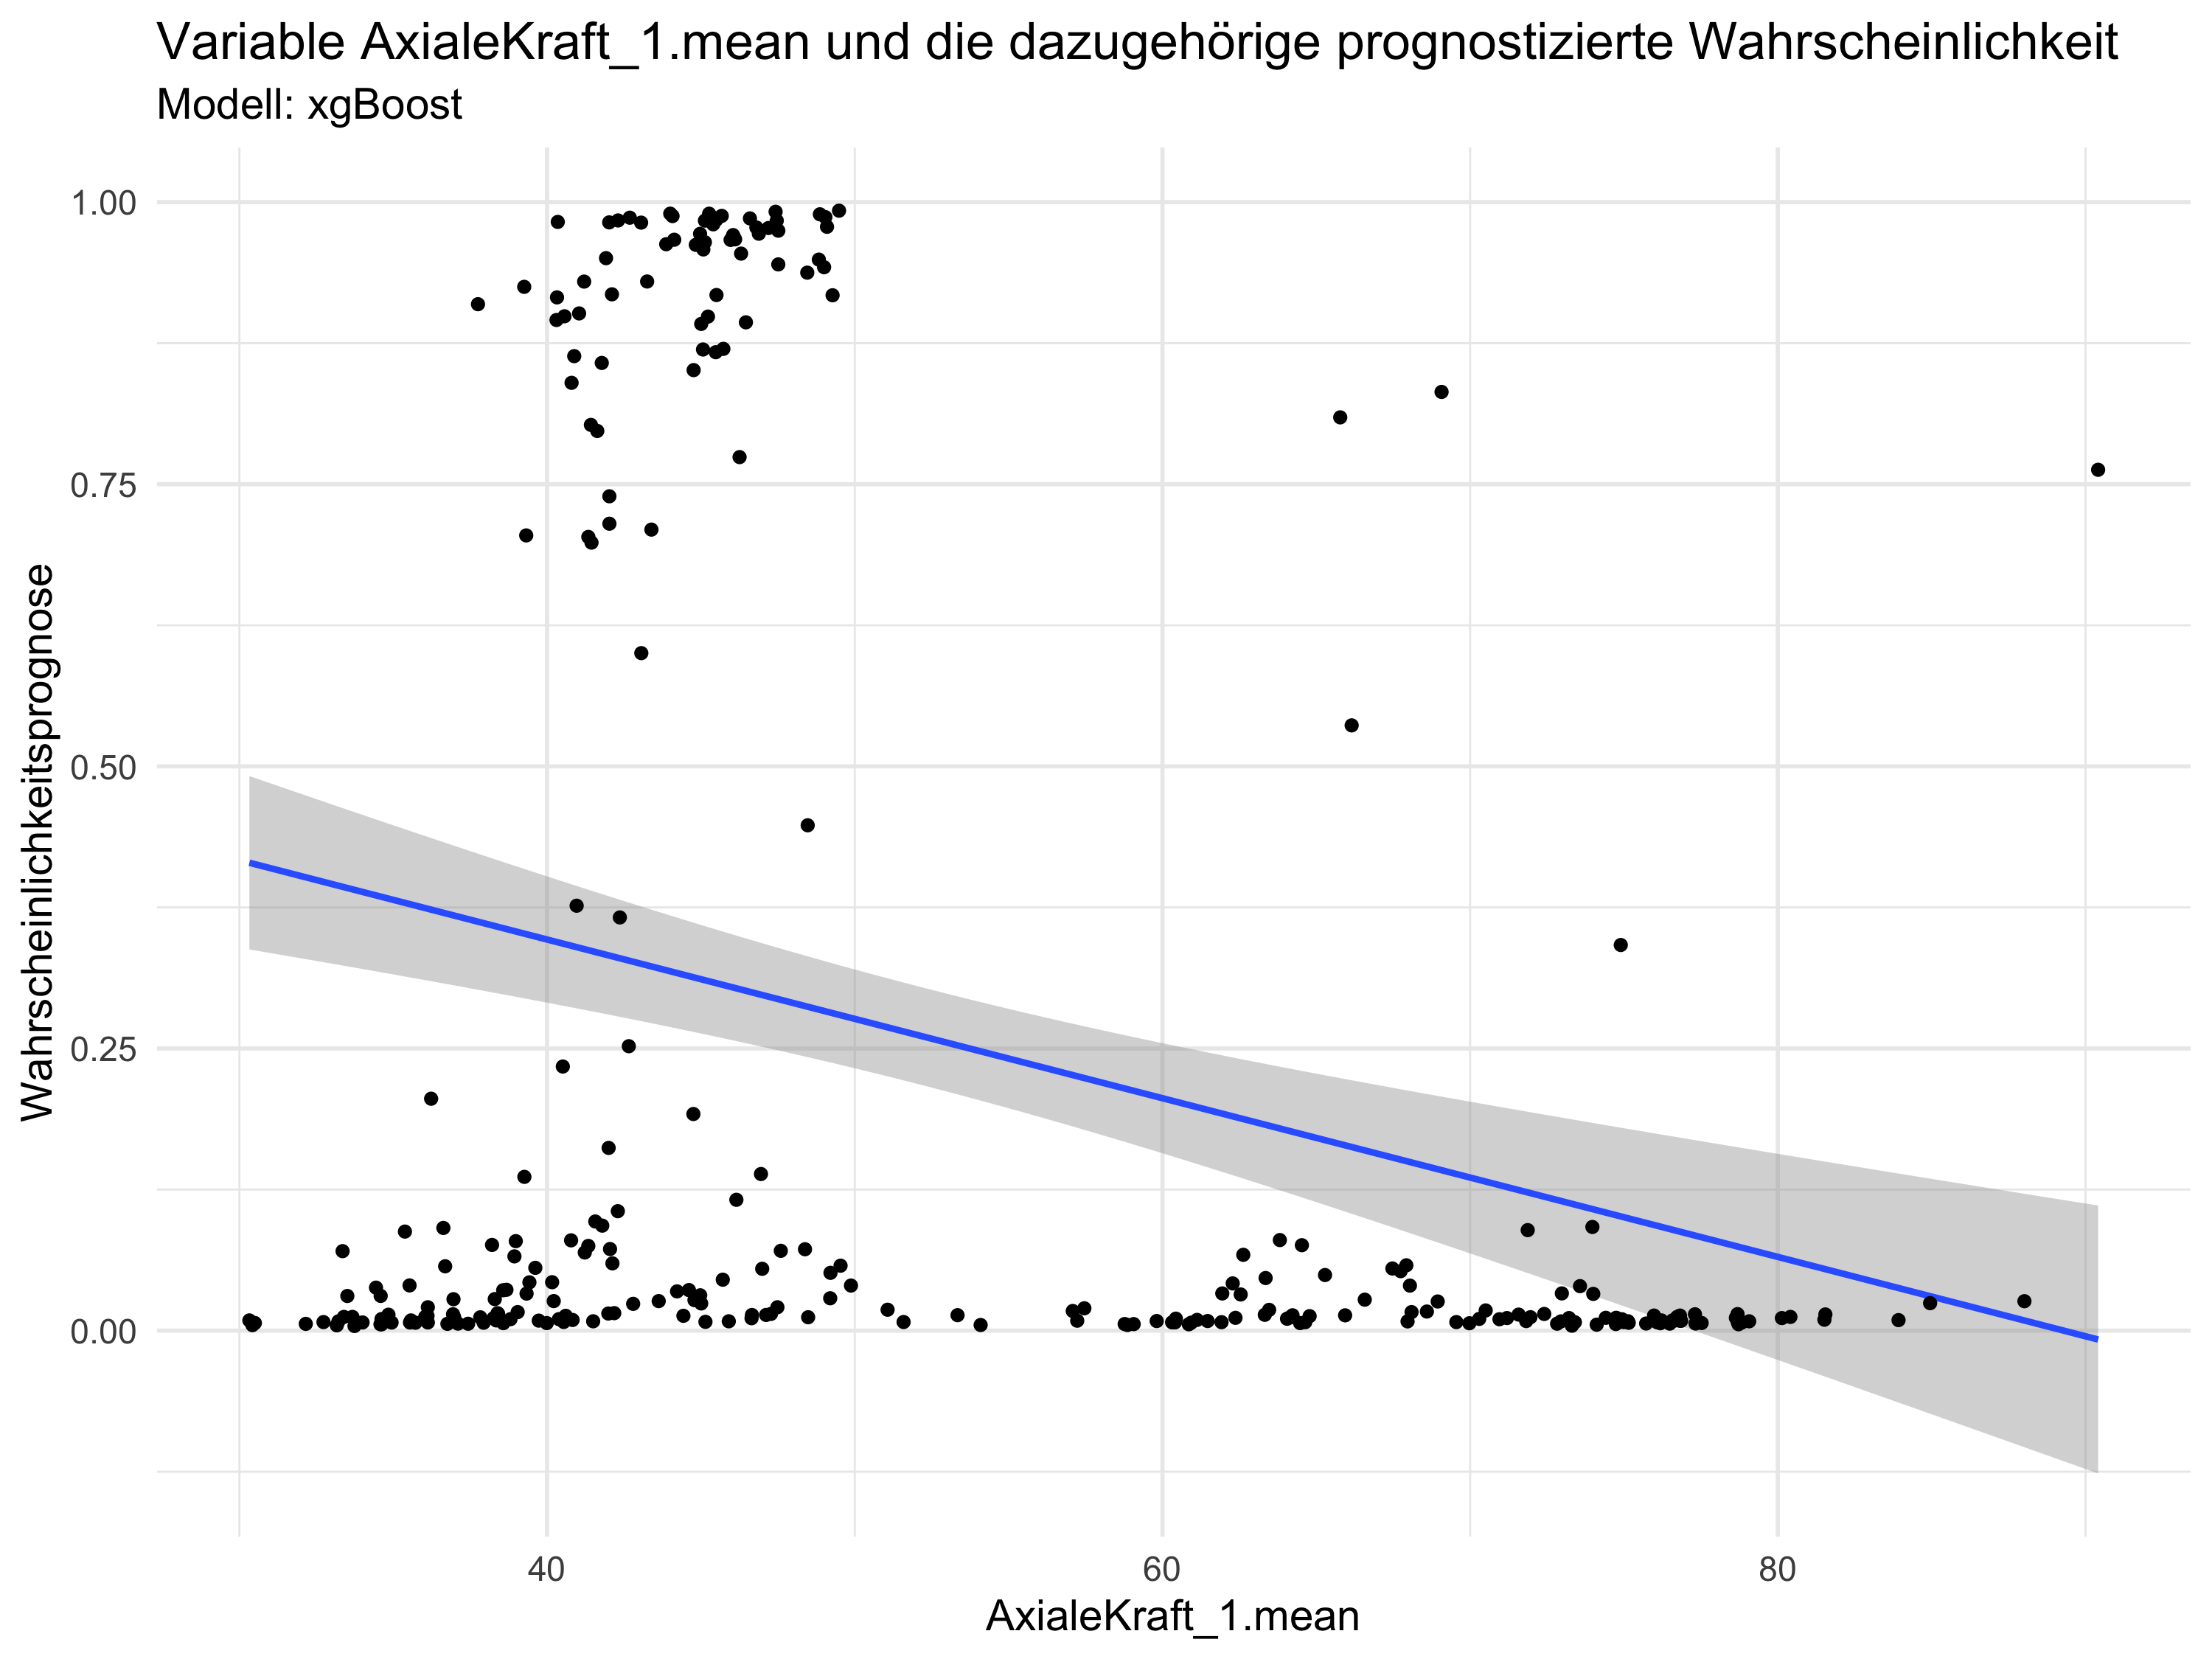 Variable AxialeKraft_1.mean und die dazugehörige prognostizierte Wahrscheinlichkeit
Modell: xgBoost
Wahrscheinlichkeitsprognose
1.00
0.75
0.50
0.25
0.00
40
60
80
AxialeKraft_1.mean